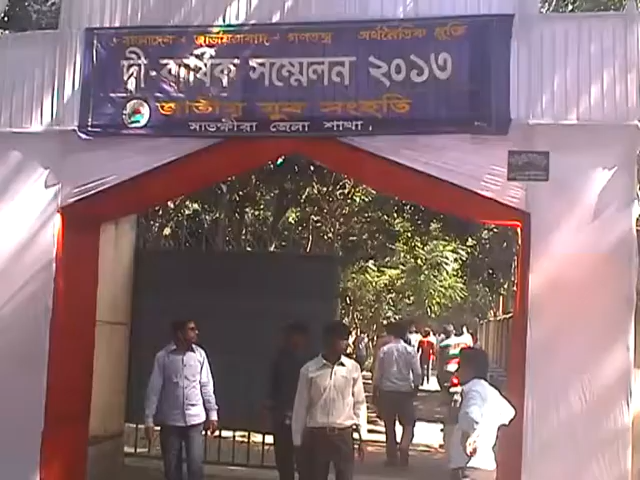 বাংলাদেশী জাতীয়তাবাদ - গণতন্ত্র অর্থনৈতিক মুক্তি
দ্বী-বার্ষিক সম্মেলন ২০১৩
জাতীয় যুব সংহতি
সাতক্ষীরা জেলা শাখা।